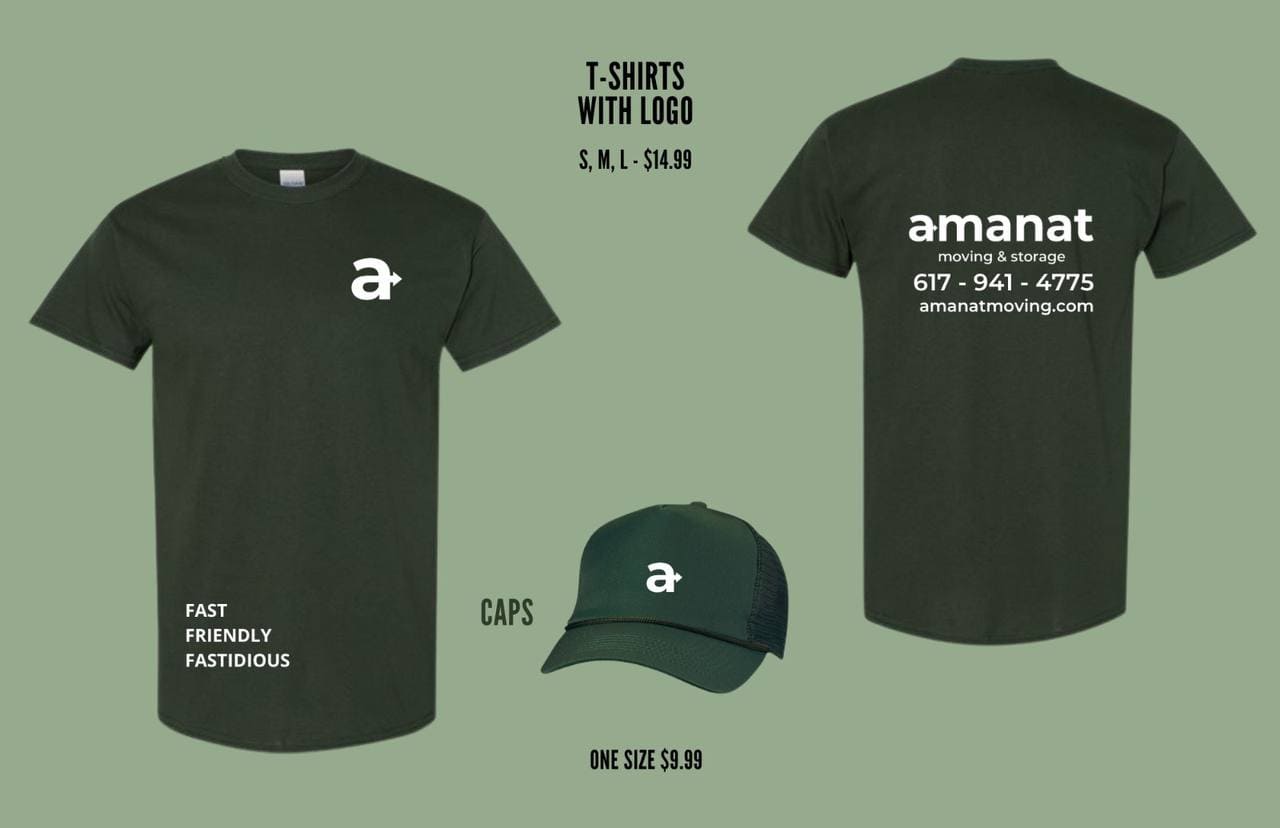 T-SHIRTS
WITH LOGO
S, M, L - $14.99
a
FAST
FRIENDLY
FASTIDIOUS
amanat
moving & storage
617 - 941 - 4775
amanatmoving.com
CAPS
a
ONE SIZE $9.99